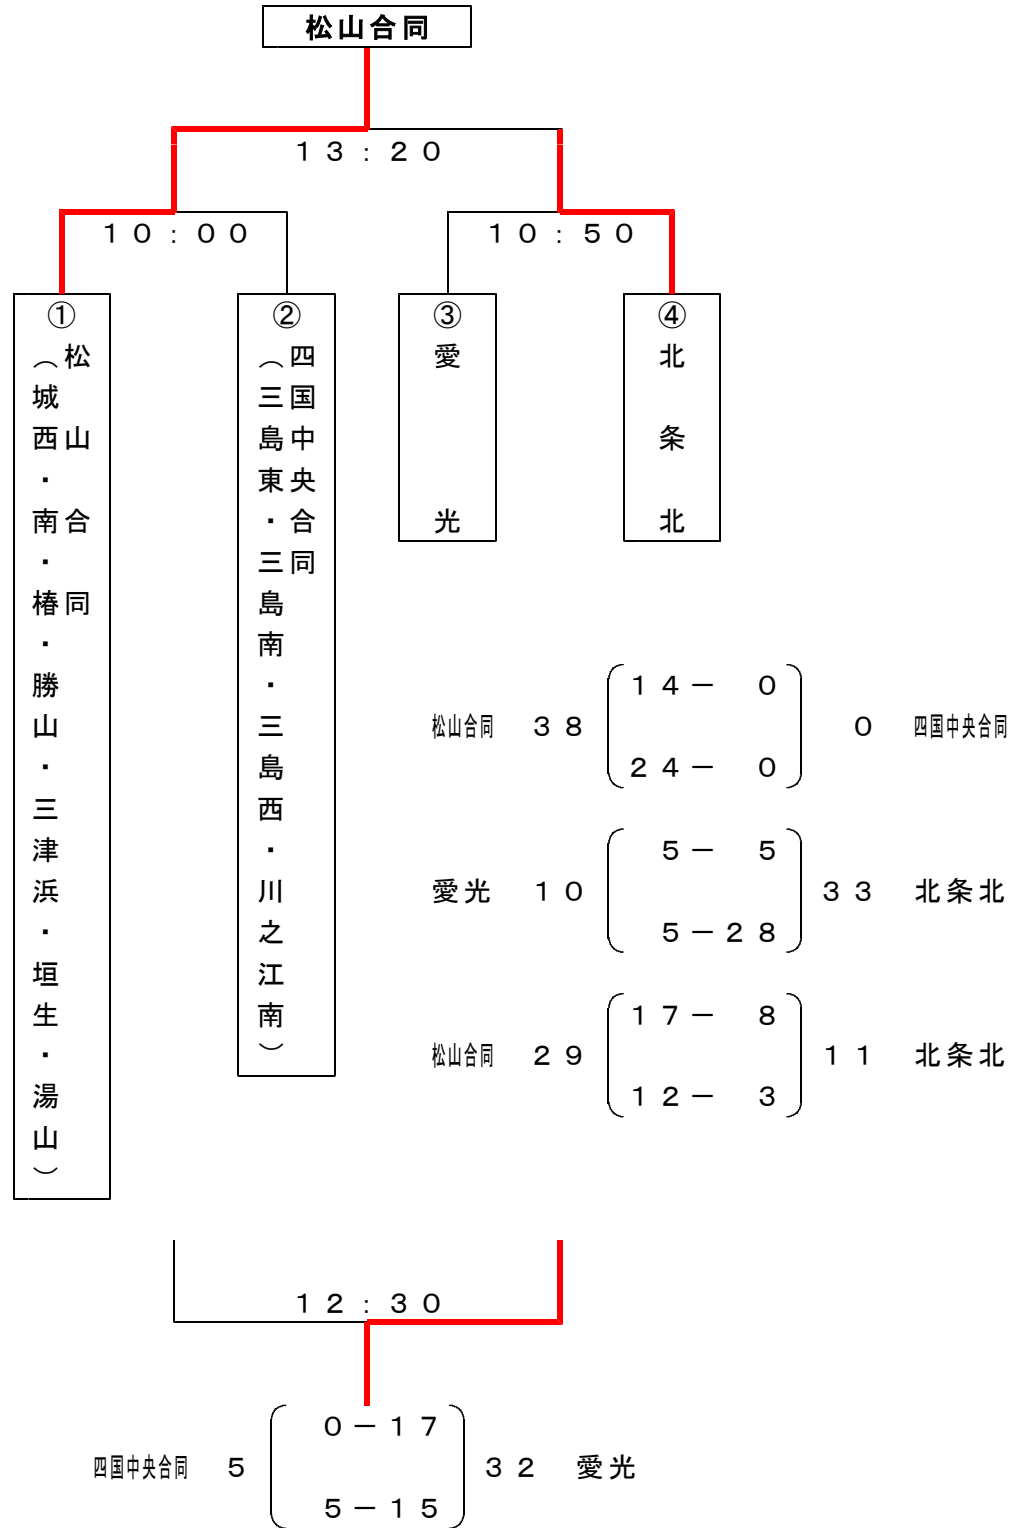 松山合同
13:20
10:00
10:50
①
松山合同
（城西・南・椿・勝山・三津浜・垣生・湯山）
②
四国中央合同
（三島東・三島南・三島西・川之江南）
③
愛光
④
北条北
14－0
松山合同 38 0 四国中央合同
24－0
5－5
愛光 10 33 北条北
5－28
17－8
松山合同 29 11 北条北
12－3
12:30
0－17
四国中央合同 5 32 愛光
5－15